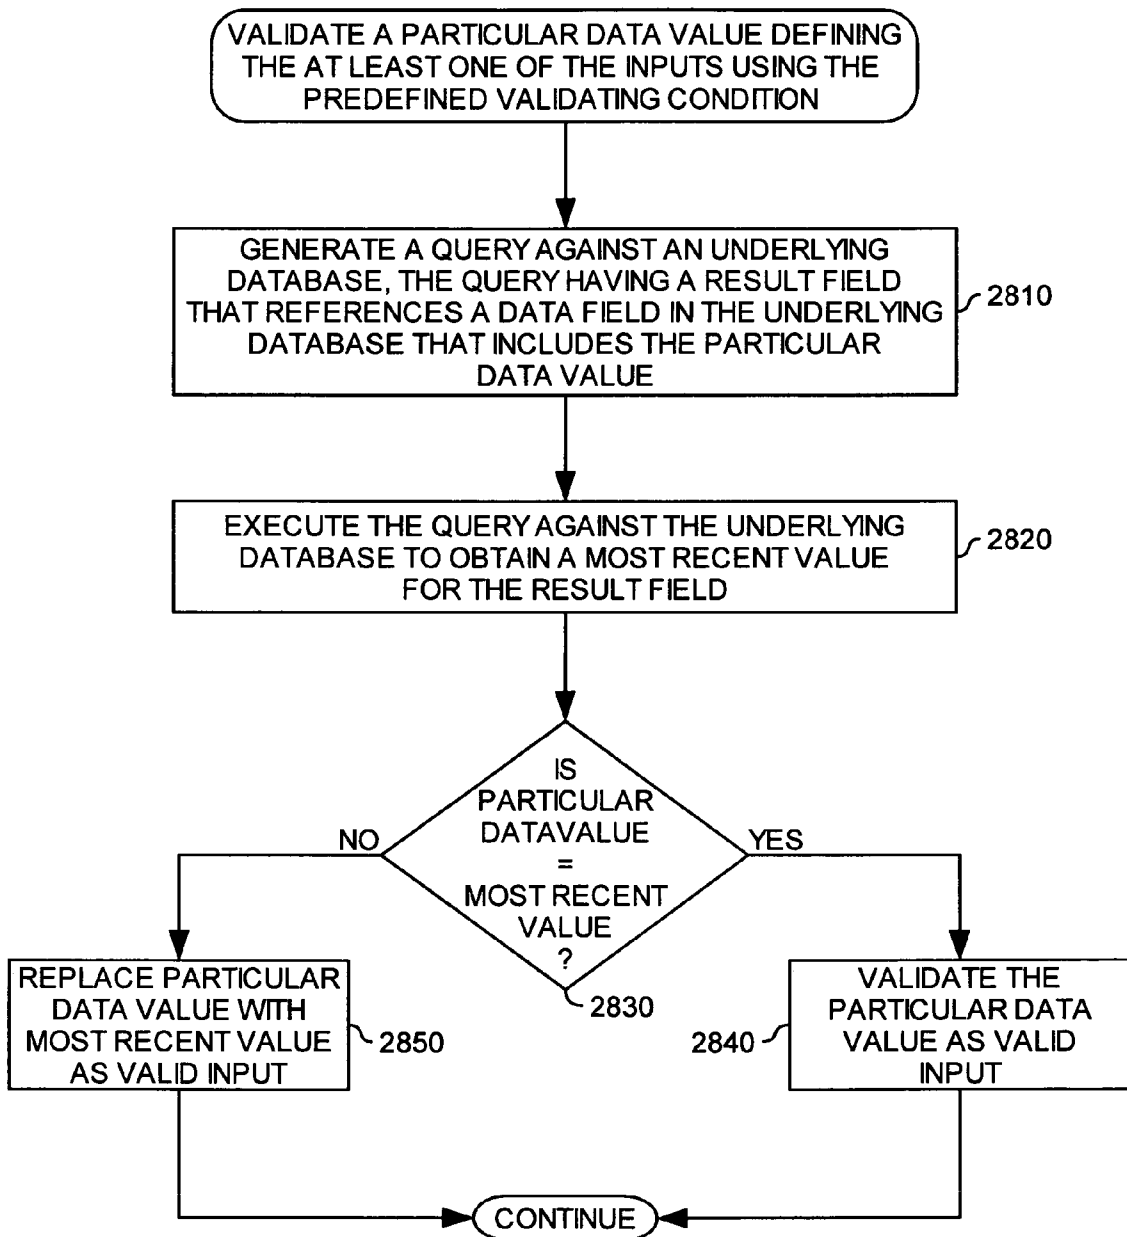 VALIDATE A PARTICULAR DATA VALUE DEFINING
THE AT LEAST ONE OF THE INPUTS USING THE
PREDEFINED VALIDATING CONDITION
GENERATE A QUERY AGAINST AN UNDERLYING
DATABASE, THE QUERY HAVING A RESULT FIELD
THAT REFERENCES A DATA FIELD IN THE UNDERLYING
DATABASE THAT INCLUDES THE PARTICULAR
DATA VALUE
2810
EXECUTE THE QUERY AGAINST THE UNDERLYING
DATABASE TO OBTAIN A MOST RECENT VALUE
FOR THE RESULT FIELD
2820
IS
PARTICULAR
DATAVALUE
=
MOST RECENT
VALUE
?
NO
YES
2830
REPLACE PARTICULAR
DATA VALUE WITH
MOST RECENT VALUE
AS VALID INPUT
2850
2840
VALIDATE THE
PARTICULAR DATA
VALUE AS VALID
INPUT
CONTINUE